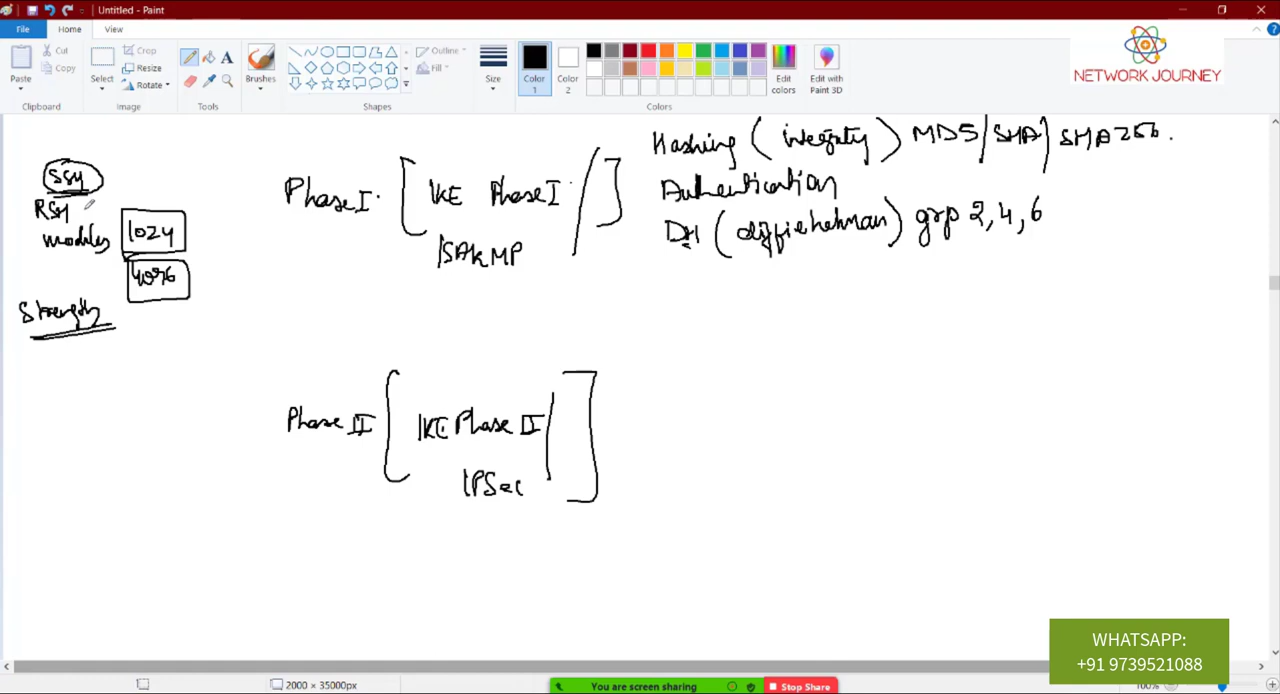 Untitled - Paint
File
Home
View
Paste
Cut
Copy
Clipboard
Select
Crop
Resize
Rotate
Image
Tools
Brushes
Shapes
Outline
Fill
Size
Color 1
Color 2
Colors
Edit colors
Edit with Paint 3D
NETWORK JOURNEY
Hashing (integrity) MD5/SHA/SHA256.
Authentication
DH (diffiehelman) grp 2, 4, 6
Phase I. [ IKE Phase I / ]
ISAKMP
SSH
RSA
modules 1024
4096
Strength
Phase II [ IKE Phase II / ]
IPSec
WHATSAPP:
+91 9739521088
2000 × 35000px
You are screen sharing
Stop Share
100%